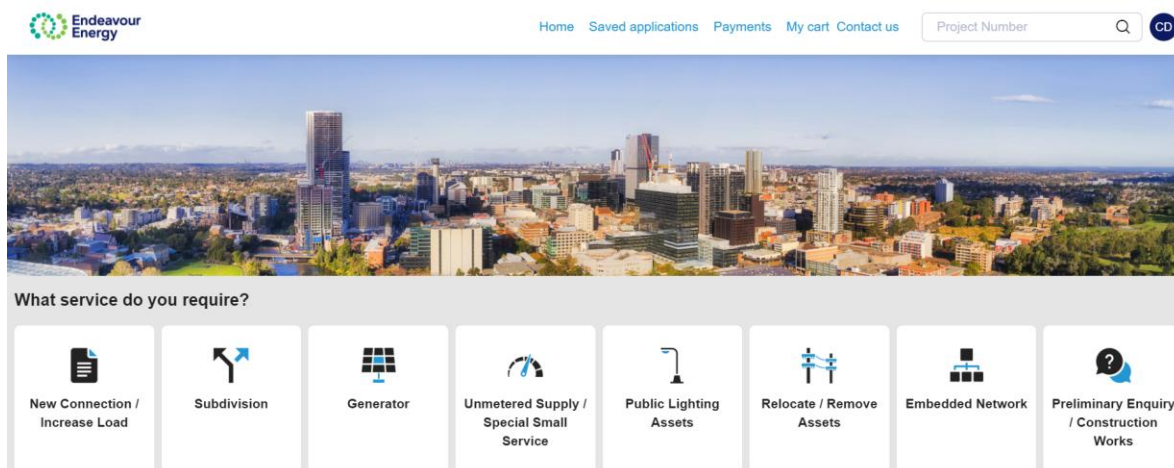 Endeavour
Energy
Home Saved applications Payments My cart Contact us Project Number CD
What service do you require?
New Connection /
Increase Load
Subdivision
Generator
Unmetered Supply /
Special Small
Service
Public Lighting
Assets
Relocate / Remove
Assets
Embedded Network
Preliminary Enquiry
/ Construction
Works